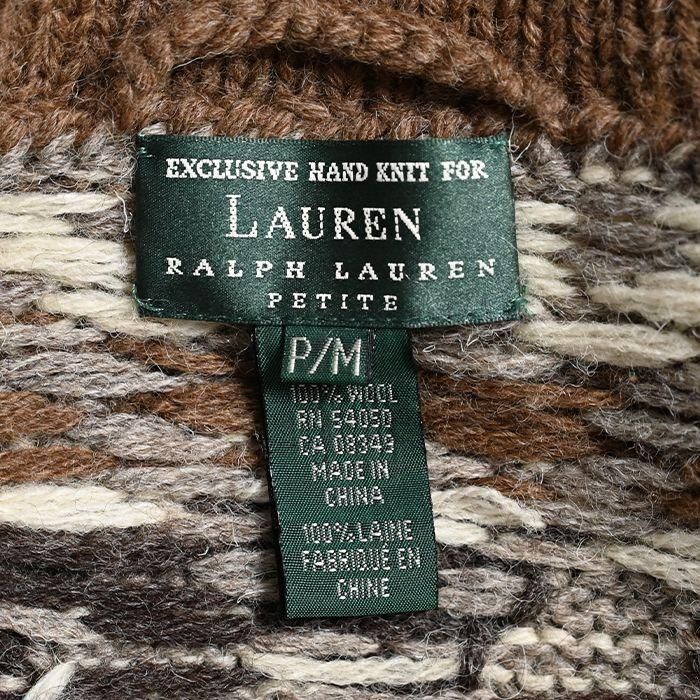 EXCLUSIVE HAND KNIT FOR
LAUREN
RALPH LAUREN
PETITE
P/M
100% WOOL
RN 54050
CA 08349
MADE IN
CHINA
100% LAINE
FABRIQUÉ EN
CHINE